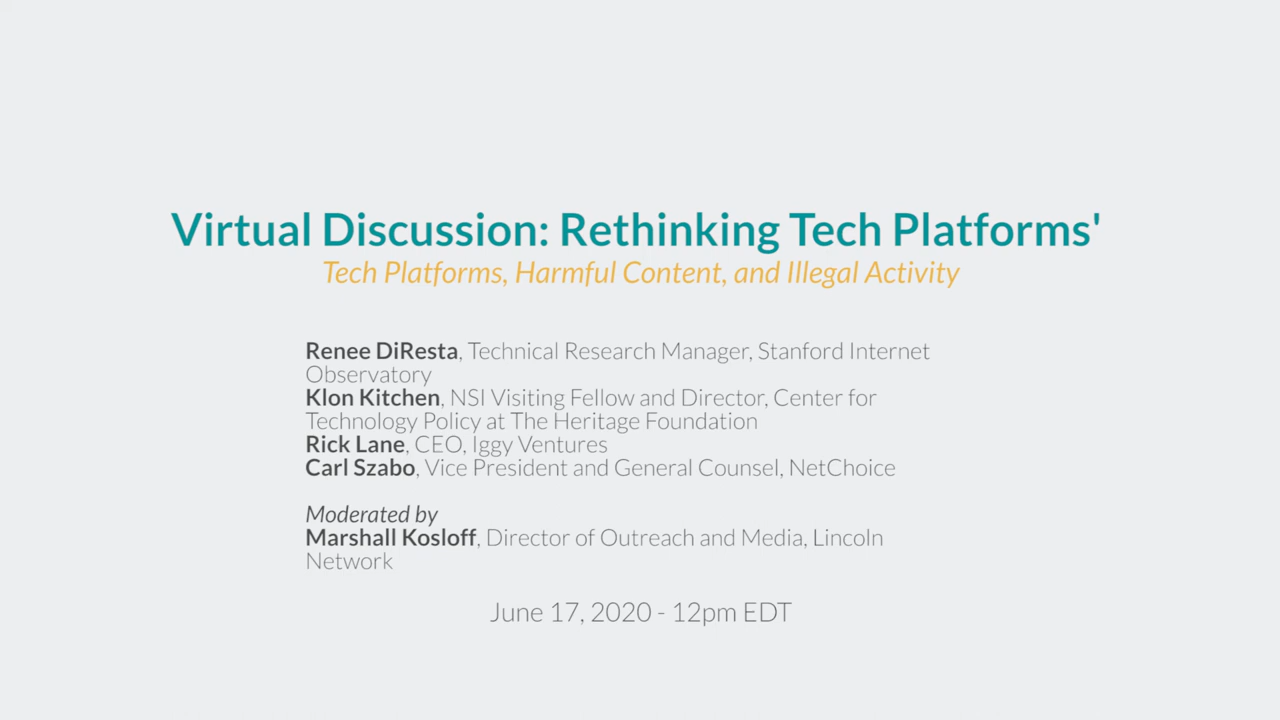 Virtual Discussion: Rethinking Tech Platforms'
Tech Platforms, Harmful Content, and Illegal Activity
Renee DiResta, Technical Research Manager, Stanford Internet
Observatory
Klon Kitchen, NSI Visiting Fellow and Director, Center for
Technology Policy at The Heritage Foundation
Rick Lane, CEO, Iggy Ventures
Carl Szabo, Vice President and General Counsel, NetChoice
Moderated by
Marshall Kosloff, Director of Outreach and Media, Lincoln
Network
June 17, 2020 - 12pm EDT